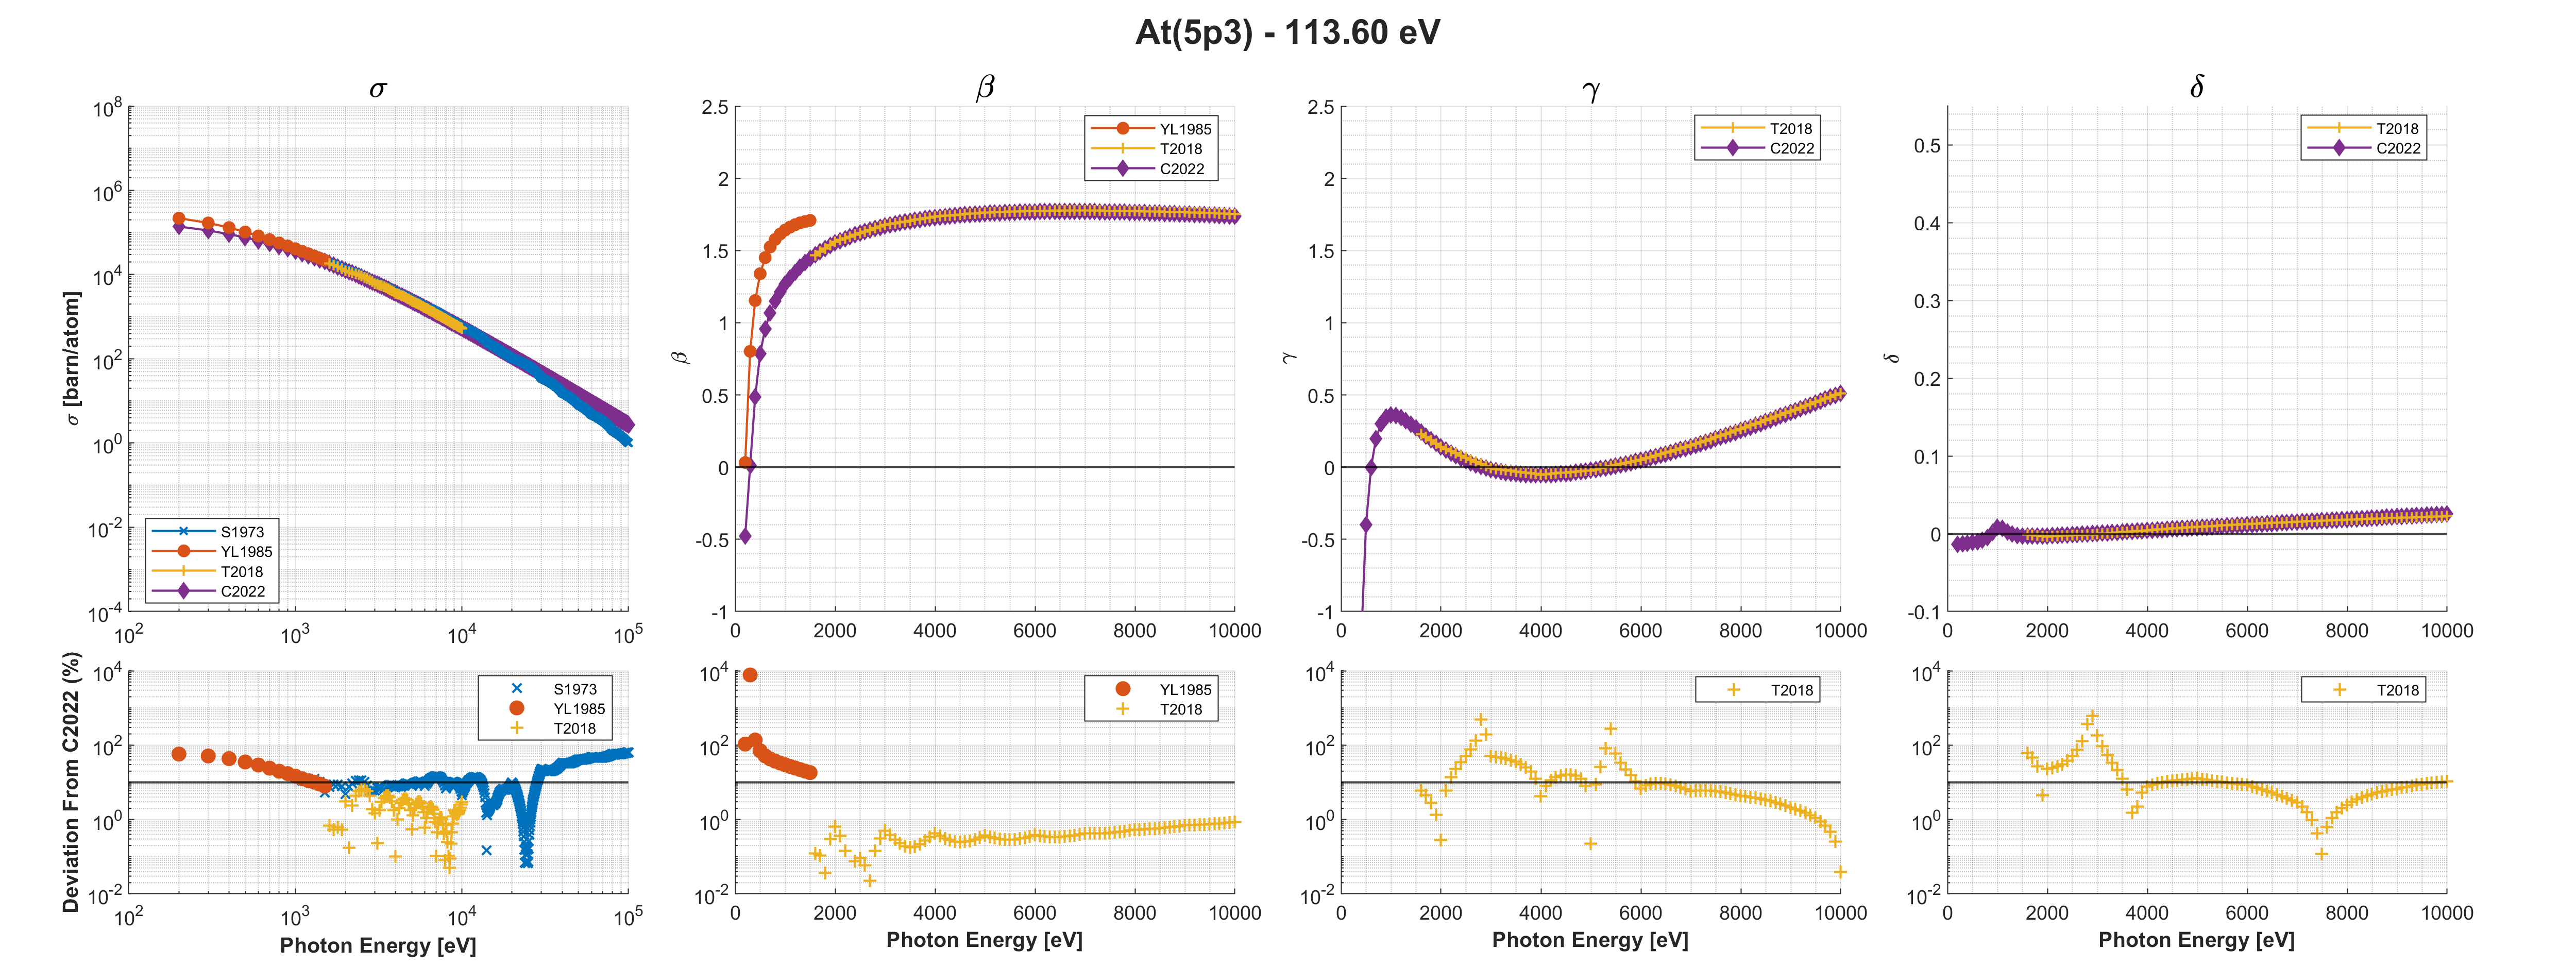 At(5p3) - 113.60 eV
σ
σ [barn/atom]
10^8
10^6
10^4
10^2
10^0
10^-2
10^-4
10^2 10^3 10^4 10^5
S1973
YL1985
T2018
C2022
β
β
2.5
2
1.5
1
0.5
0
-0.5
-1
0 2000 4000 6000 8000 10000
YL1985
T2018
C2022
γ
γ
2.5
2
1.5
1
0.5
0
-0.5
-1
0 2000 4000 6000 8000 10000
T2018
C2022
δ
δ
0.5
0.4
0.3
0.2
0.1
0
-0.1
0 2000 4000 6000 8000 10000
T2018
C2022
Deviation From C2022 (%)
10^4
10^2
10^0
10^-2
10^2 10^3 10^4 10^5
Photon Energy [eV]
S1973
YL1985
T2018
10^4
10^2
10^0
10^-2
0 2000 4000 6000 8000 10000
Photon Energy [eV]
YL1985
T2018
10^4
10^2
10^0
10^-2
0 2000 4000 6000 8000 10000
Photon Energy [eV]
T2018
10^4
10^2
10^0
10^-2
0 2000 4000 6000 8000 10000
Photon Energy [eV]
T2018